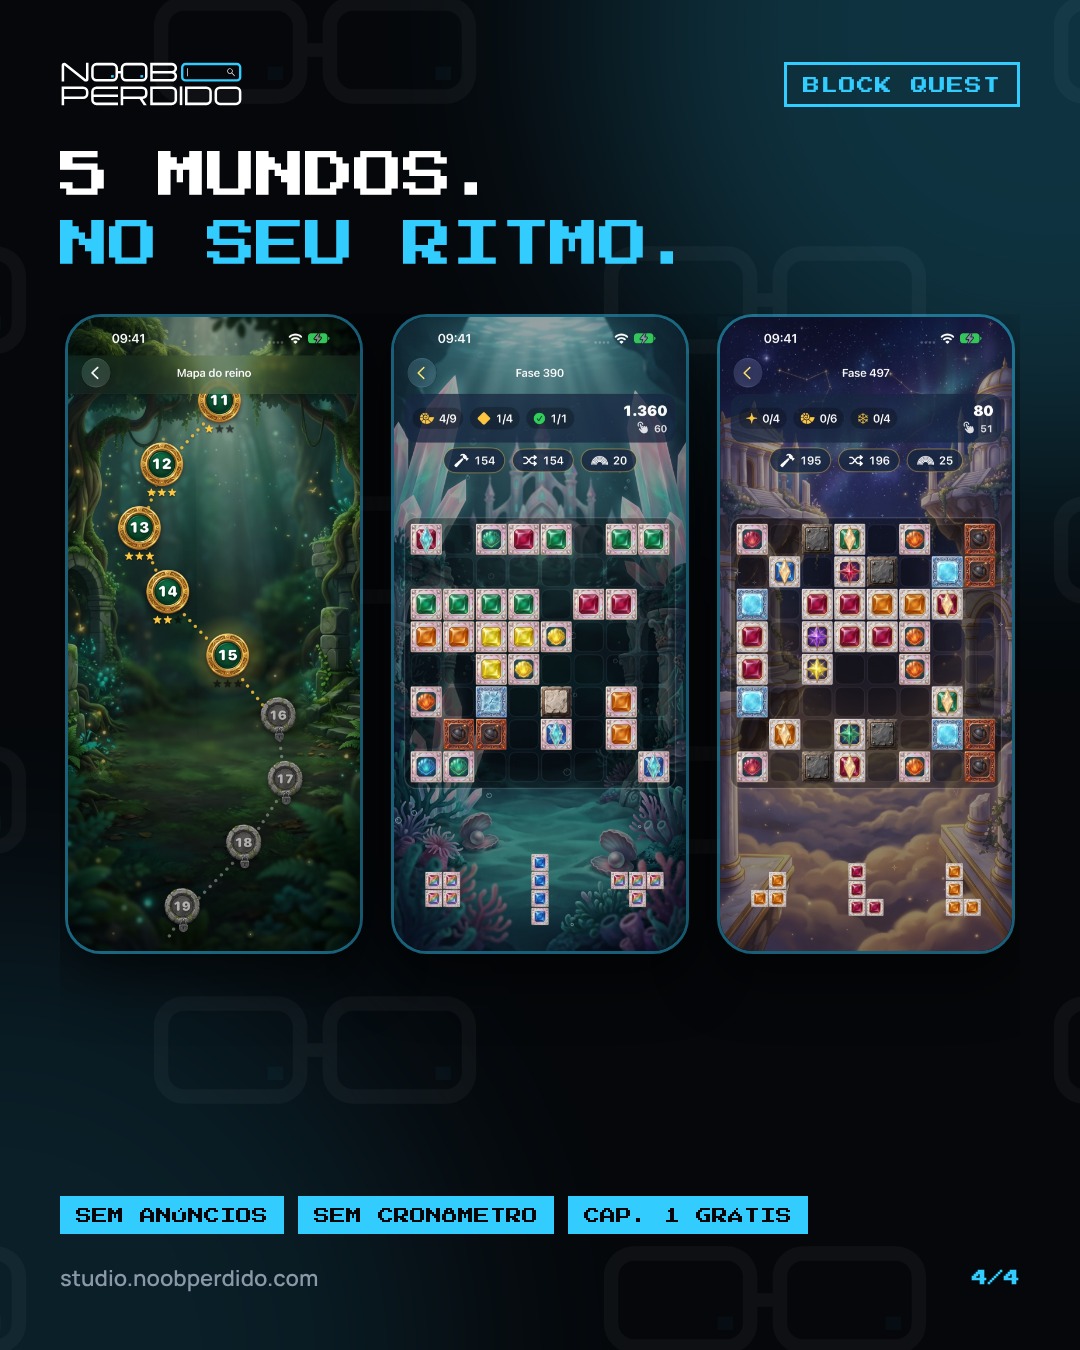 NOOB
PERDIDO
BLOCK QUEST
5 MUNDOS.
NO SEU RITMO.
09:41
Mapa do reino
11
12
13
14
15
16
17
18
19
09:41
Fase 390
4/9 1/4 1/1 1.360
60
154 154 20
09:41
Fase 497
0/4 0/6 0/4 80
51
195 196 25
SEM ANÚNCIOS SEM CRONÔMETRO CAP. 1 GRÁTIS
studio.noobperdido.com 4/4